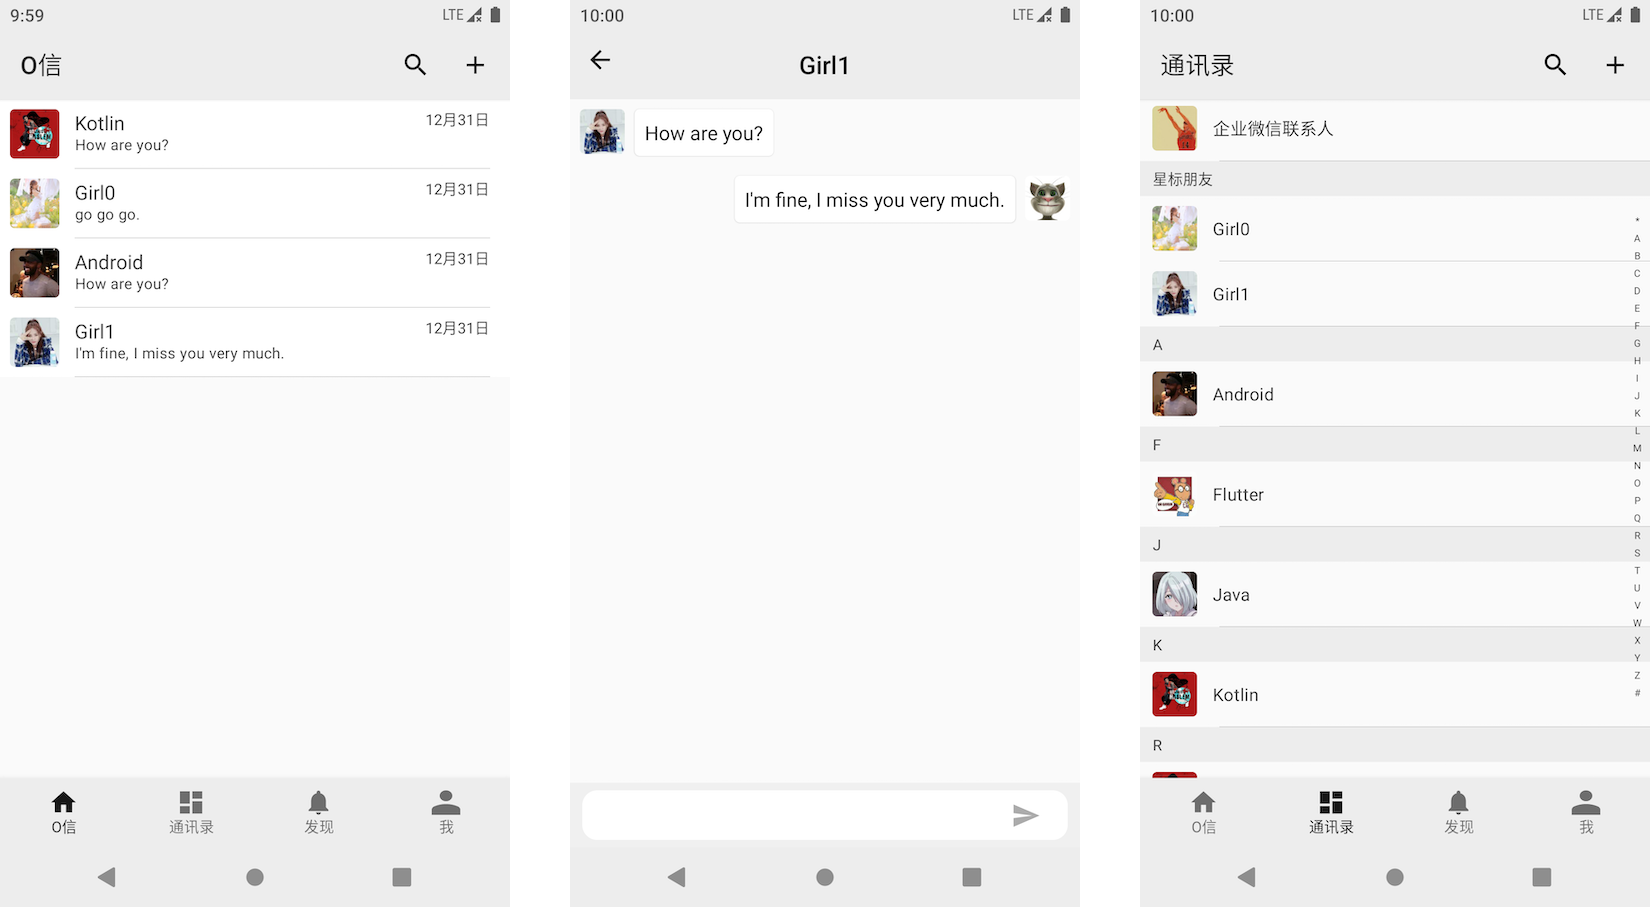 9:59
LTE
O信
Kotlin
12月31日
How are you?
Girl0
12月31日
go go go.
Android
12月31日
How are you?
Girl1
12月31日
I'm fine, I miss you very much.
O信
通讯录
发现
我
10:00
LTE
Girl1
How are you?
I'm fine, I miss you very much.
10:00
LTE
通讯录
企业微信联系人
星标朋友
Girl0
Girl1
A
Android
F
Flutter
J
Java
K
Kotlin
R
*
A
B
C
D
E
F
G
H
I
J
K
L
M
N
O
P
Q
R
S
T
U
V
W
X
Y
Z
#
O信
通讯录
发现
我